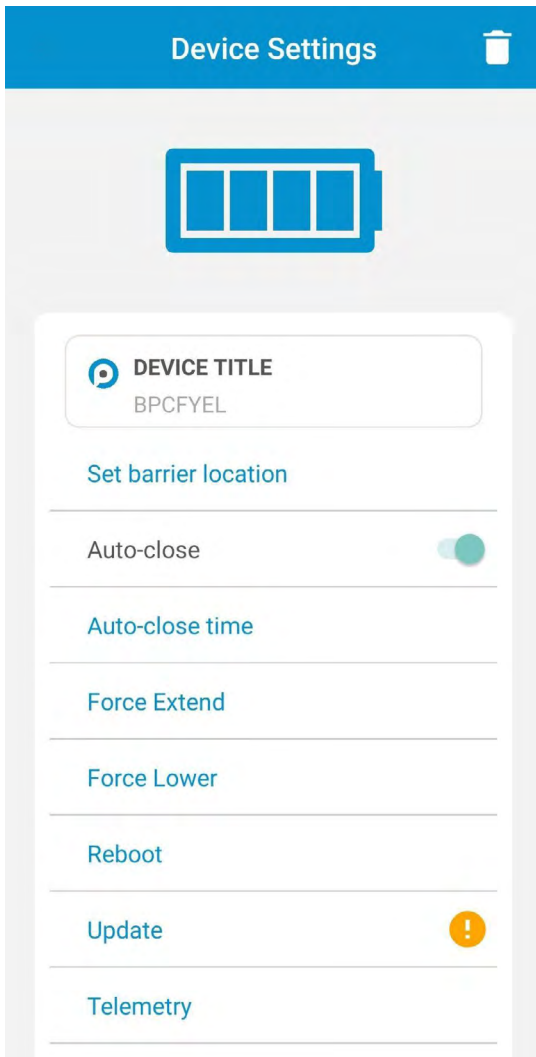 Device Settings
DEVICE TITLE
BPCFYEL
Set barrier location
Auto-close
Auto-close time
Force Extend
Force Lower
Reboot
Update
Telemetry